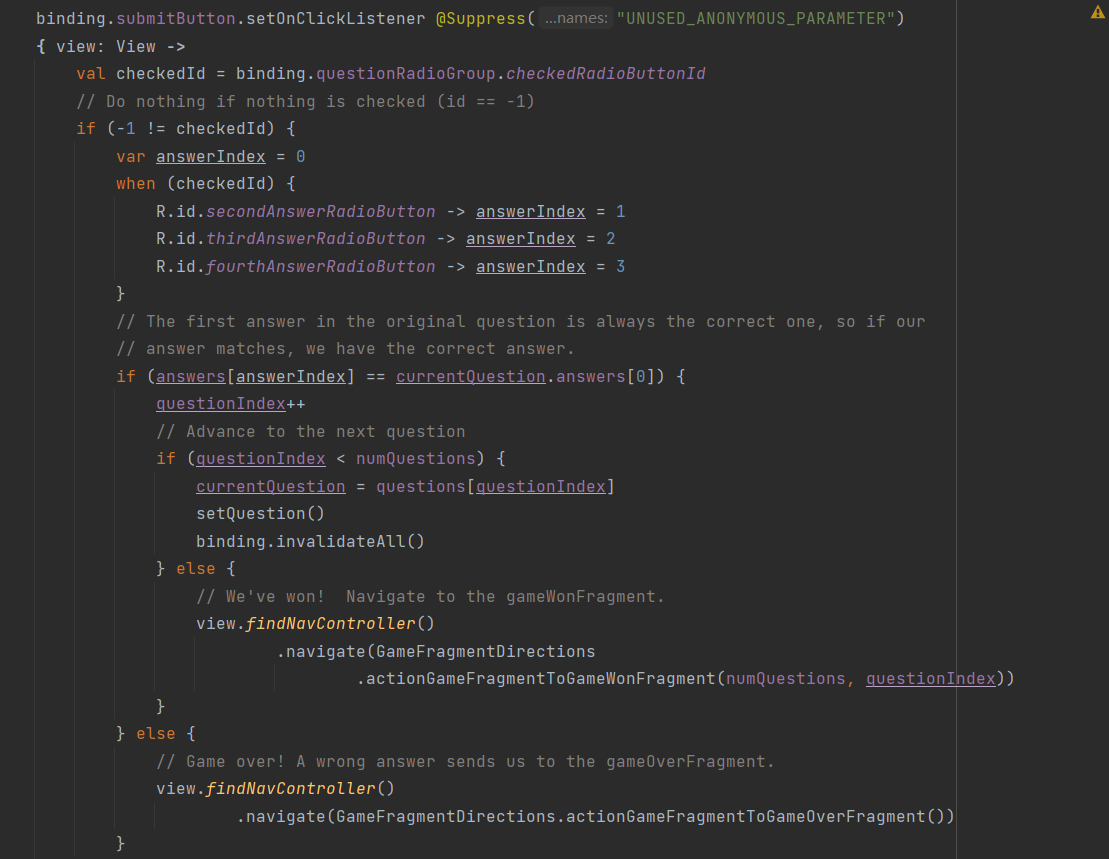 binding.submitButton.setOnClickListener @Suppress( ...names: "UNUSED_ANONYMOUS_PARAMETER")
{ view: View ->
    val checkedId = binding.questionRadioGroup.checkedRadioButtonId
    // Do nothing if nothing is checked (id == -1)
    if (-1 != checkedId) {
        var answerIndex = 0
        when (checkedId) {
            R.id.secondAnswerRadioButton -> answerIndex = 1
            R.id.thirdAnswerRadioButton -> answerIndex = 2
            R.id.fourthAnswerRadioButton -> answerIndex = 3
        }
        // The first answer in the original question is always the correct one, so if our
        // answer matches, we have the correct answer.
        if (answers[answerIndex] == currentQuestion.answers[0]) {
            questionIndex++
            // Advance to the next question
            if (questionIndex < numQuestions) {
                currentQuestion = questions[questionIndex]
                setQuestion()
                binding.invalidateAll()
            } else {
                // We've won!  Navigate to the gameWonFragment.
                view.findNavController()
                        .navigate(GameFragmentDirections
                                .actionGameFragmentToGameWonFragment(numQuestions, questionIndex))
            }
        } else {
            // Game over! A wrong answer sends us to the gameOverFragment.
            view.findNavController()
                    .navigate(GameFragmentDirections.actionGameFragmentToGameOverFragment())
        }